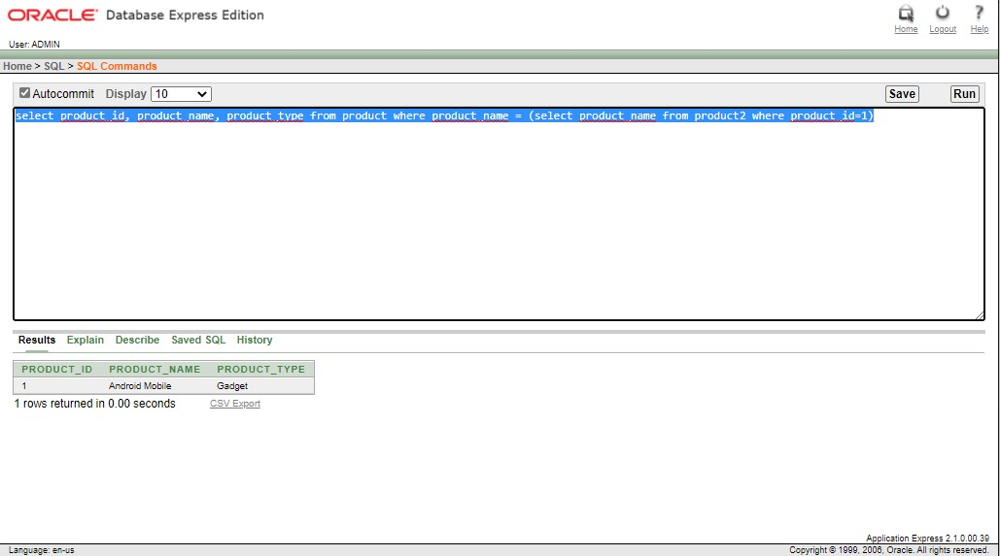 ORACLE Database Express Edition
Home Logout Help
User: ADMIN
Home > SQL > SQL Commands
Autocommit Display 10 Save Run
select product_id, product_name, product_type from product where product_name = (select product_name from product2 where product_id=1)
Results Explain Describe Saved SQL History
PRODUCT_ID PRODUCT_NAME PRODUCT_TYPE
1 Android Mobile Gadget
1 rows returned in 0.00 seconds CSV Export
Application Express 2.1.0.00.39
Language: en-us Copyright © 1999, 2006, Oracle. All rights reserved.